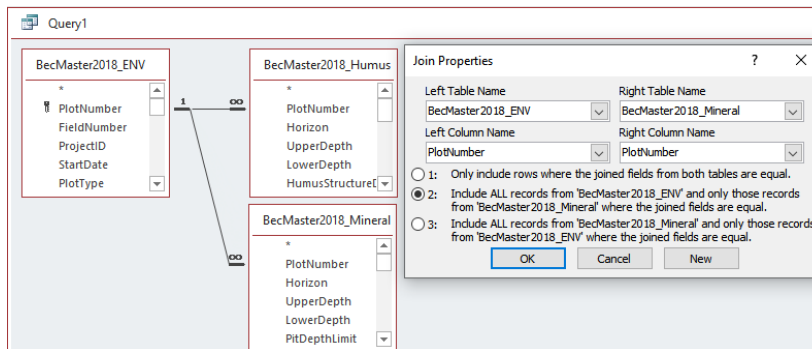 Query1
BecMaster2018_ENV
*
PlotNumber
FieldNumber
ProjectID
StartDate
PlotType
1
∞
∞
BecMaster2018_Humus
*
PlotNumber
Horizon
UpperDepth
LowerDepth
HumusStructureD
BecMaster2018_Mineral
*
PlotNumber
Horizon
UpperDepth
LowerDepth
PitDepthLimit
Join Properties
? ×
Left Table Name Right Table Name
BecMaster2018_ENV BecMaster2018_Mineral
Left Column Name Right Column Name
PlotNumber PlotNumber
1: Only include rows where the joined fields from both tables are equal.
2: Include ALL records from 'BecMaster2018_ENV' and only those records
from 'BecMaster2018_Mineral' where the joined fields are equal.
3: Include ALL records from 'BecMaster2018_Mineral' and only those records
from 'BecMaster2018_ENV' where the joined fields are equal.
OK Cancel New